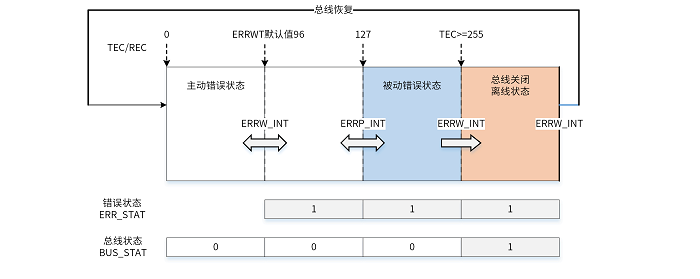 总线恢复
TEC/REC
0
ERRWT默认值96
127
TEC>=255
主动错误状态
被动错误状态
总线关闭
离线状态
ERRW_INT
ERRP_INT
ERRW_INT
ERRW_INT
错误状态
ERR_STAT
1
1
1
总线状态
BUS_STAT
0
0
0
1